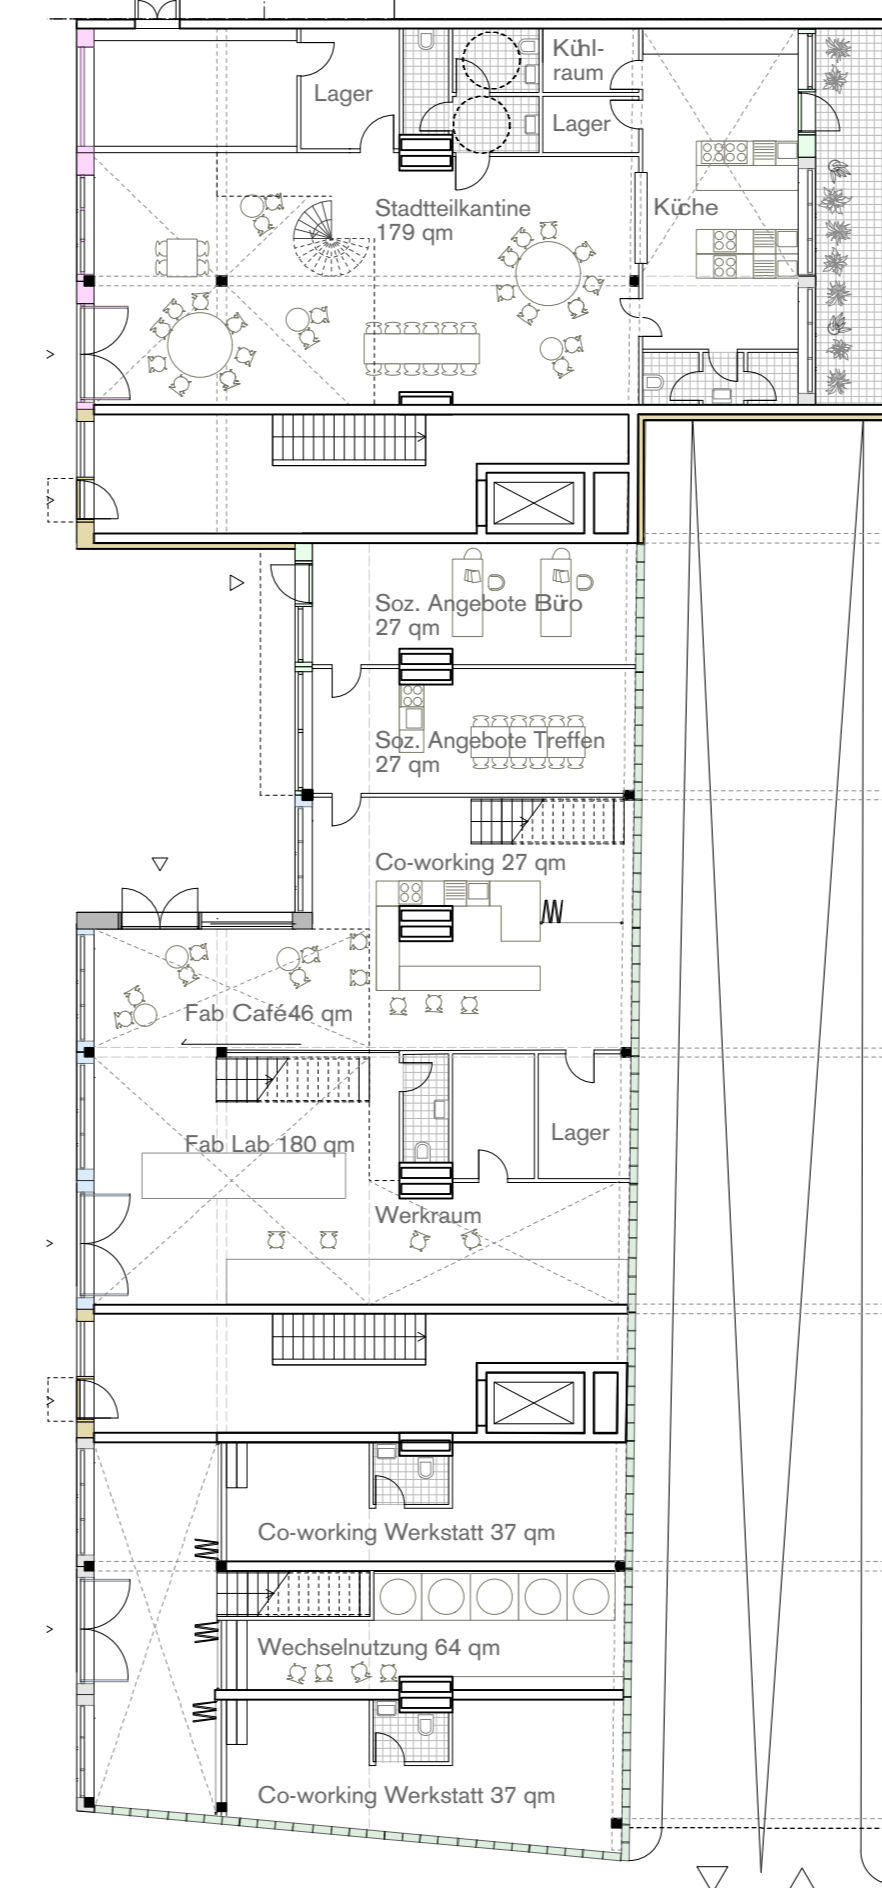 Kühl-
raum
Lager
Lager
Stadtteilkantine
179 qm
Küche
Soz. Angebote Büro
27 qm
Soz. Angebote Treffen
27 qm
Co-working 27 qm
Fab Café46 qm
Fab Lab 180 qm
Lager
Werkraum
Co-working Werkstatt 37 qm
Wechselnutzung 64 qm
Co-working Werkstatt 37 qm